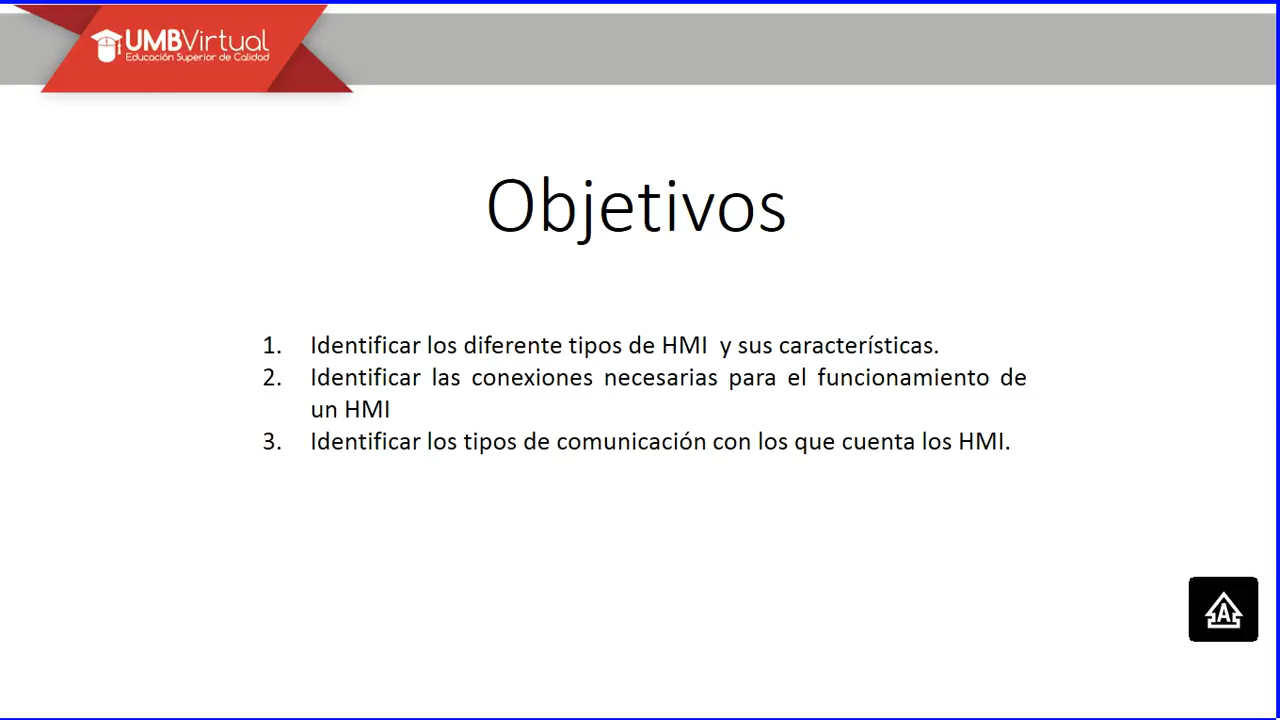 UMBVirtual
Educación Superior de Calidad
Objetivos
1. Identificar los diferente tipos de HMI y sus características.
2. Identificar las conexiones necesarias para el funcionamiento de
un HMI
3. Identificar los tipos de comunicación con los que cuenta los HMI.
A